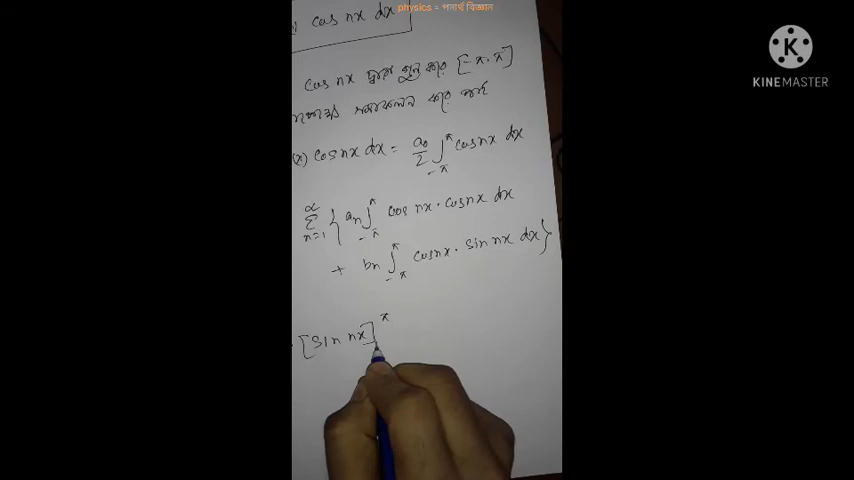 physics = পদার্থ বিজ্ঞান
KINEMASTER
cos nx dx
cos nx দ্বারা গুন করে [-π, π]
সমাকলন করে পাই
(x) cos nx dx = a₀/2 ∫_{-π}^{π} cos nx dx
∑_{n=1}^{∝} { aₙ ∫_{-π}^{π} cos nx · cos nx dx
+ bₙ ∫_{-π}^{π} cos nx · sin nx dx }
[sin nx]^{π}